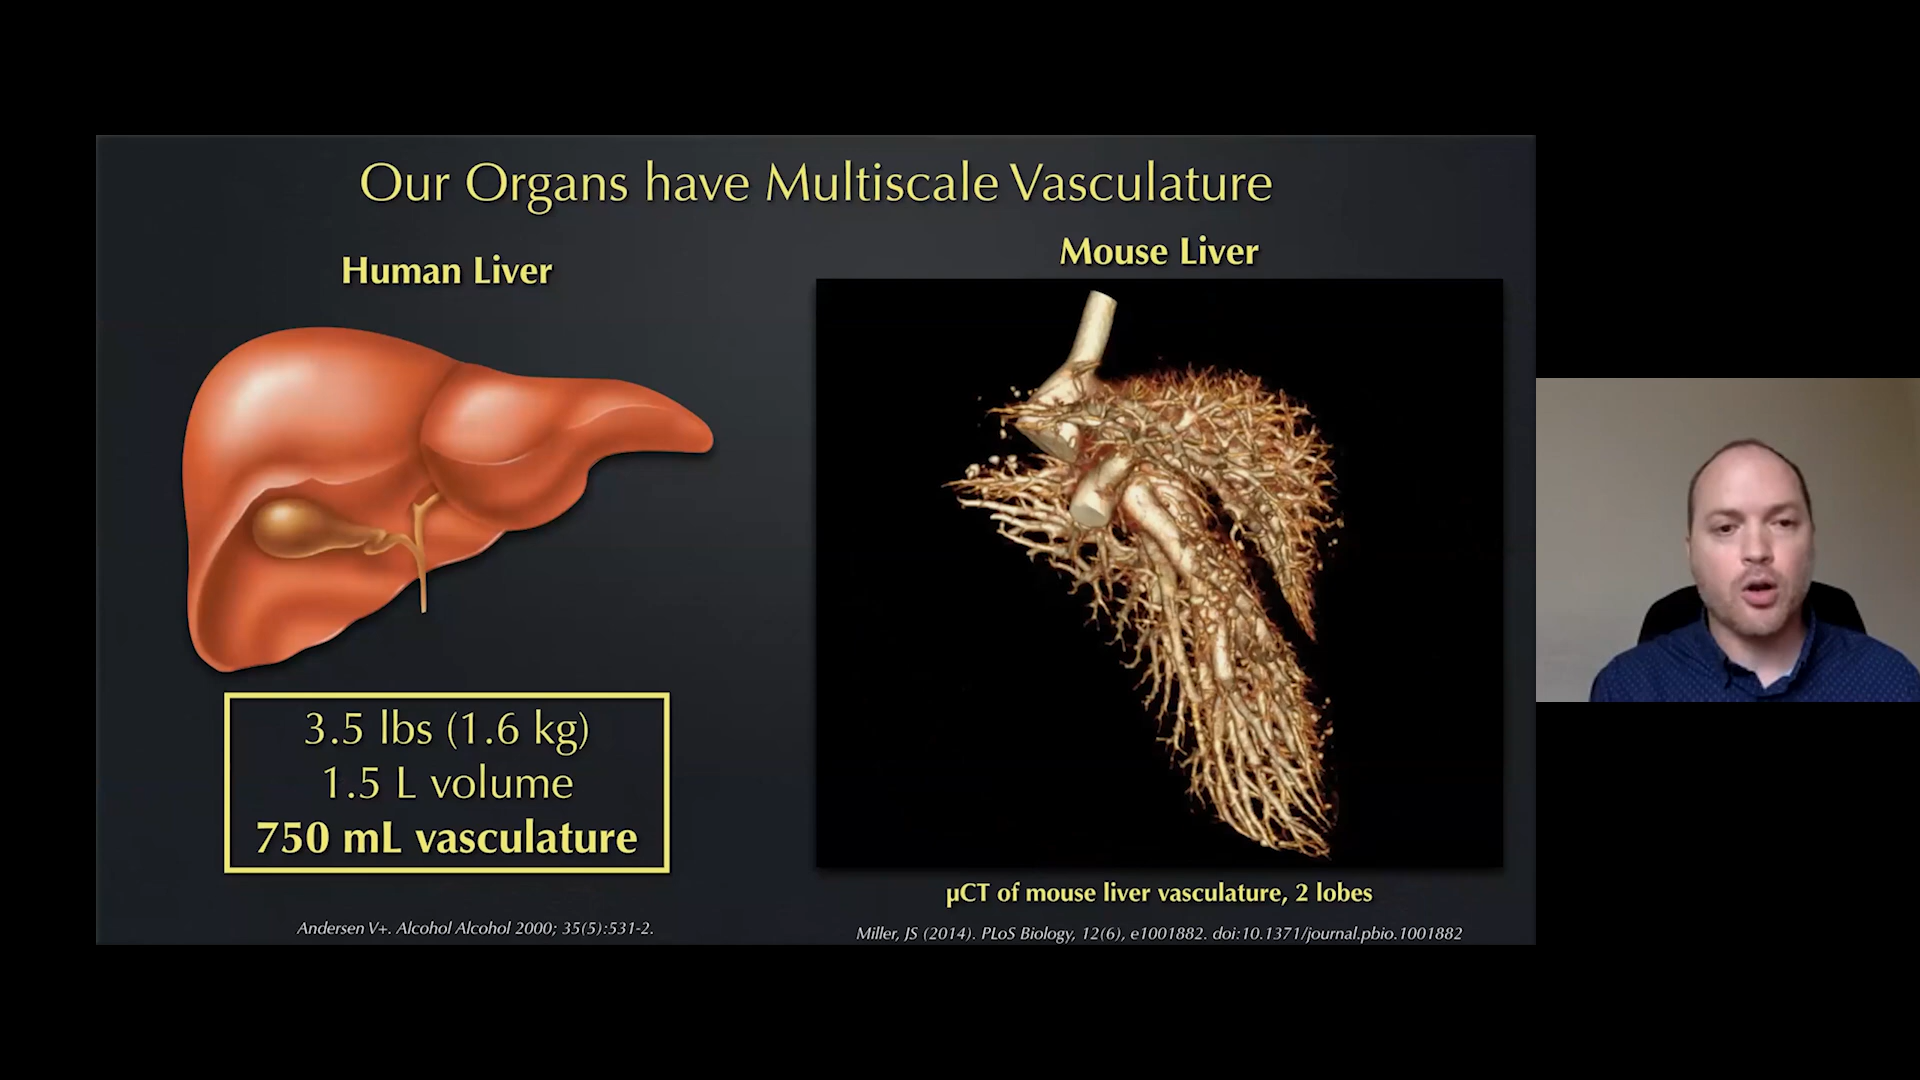 Our Organs have Multiscale Vasculature
Human Liver
3.5 lbs (1.6 kg)
1.5 L volume
750 mL vasculature
Andersen V+. Alcohol Alcohol 2000; 35(5):531-2.
Mouse Liver
µCT of mouse liver vasculature, 2 lobes
Miller, JS (2014). PLoS Biology, 12(6), e1001882. doi:10.1371/journal.pbio.1001882